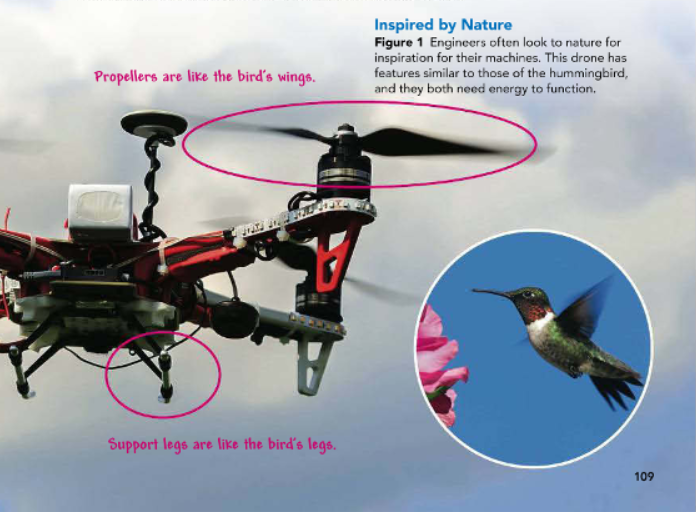 Inspired by Nature
Figure 1 Engineers often look to nature for
inspiration for their machines. This drone has
features similar to those of the hummingbird,
and they both need energy to function.
Propellers are like the bird's wings.
Support legs are like the bird's legs.
109